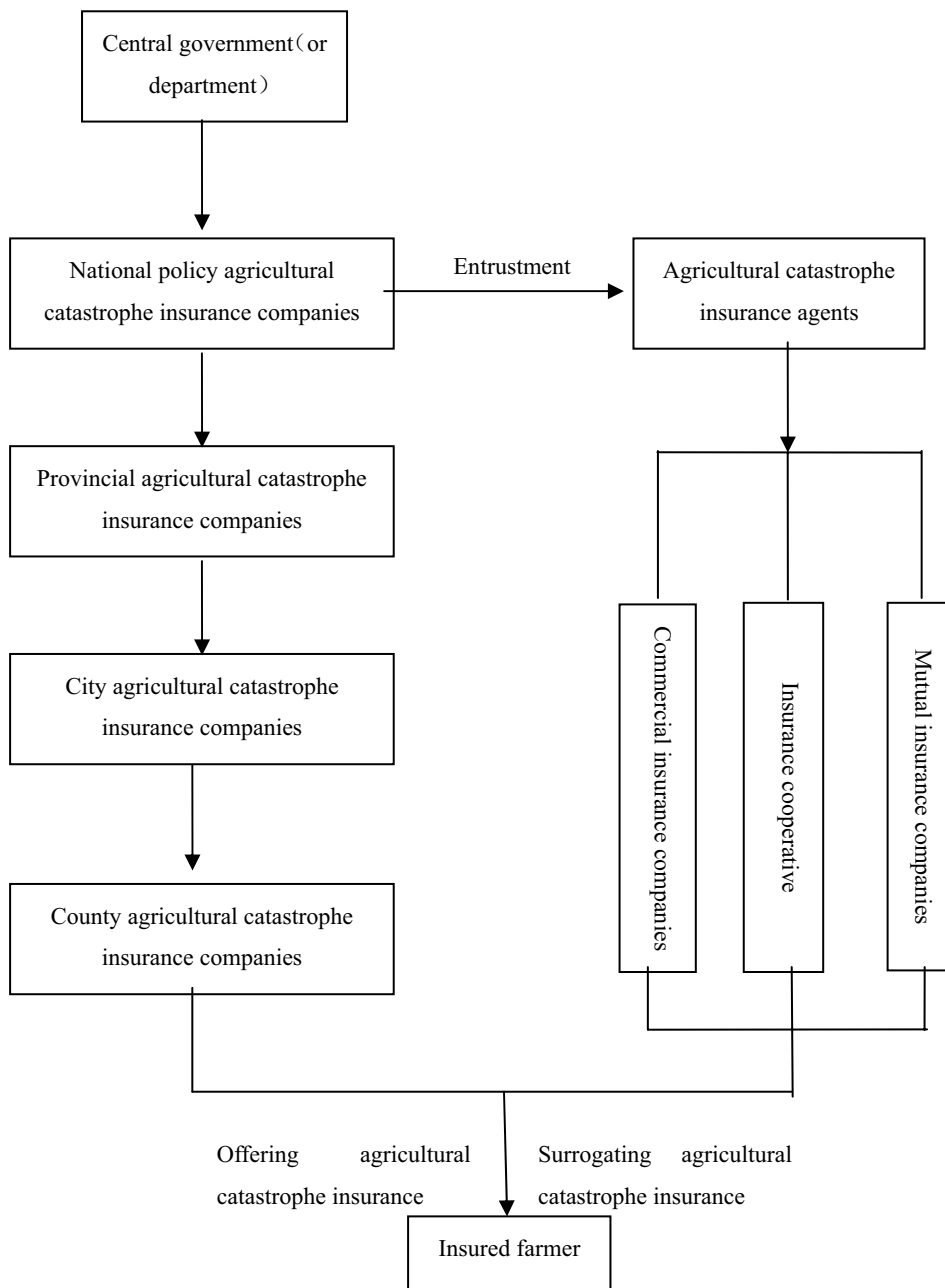 Central government（or
department）
National policy agricultural
catastrophe insurance companies
Entrustment
Agricultural catastrophe
insurance agents
Provincial agricultural catastrophe
insurance companies
City agricultural catastrophe
insurance companies
County agricultural catastrophe
insurance companies
Commercial insurance companies
Insurance cooperative
Mutual insurance companies
Offering agricultural
catastrophe insurance
Surrogating agricultural
catastrophe insurance
Insured farmer